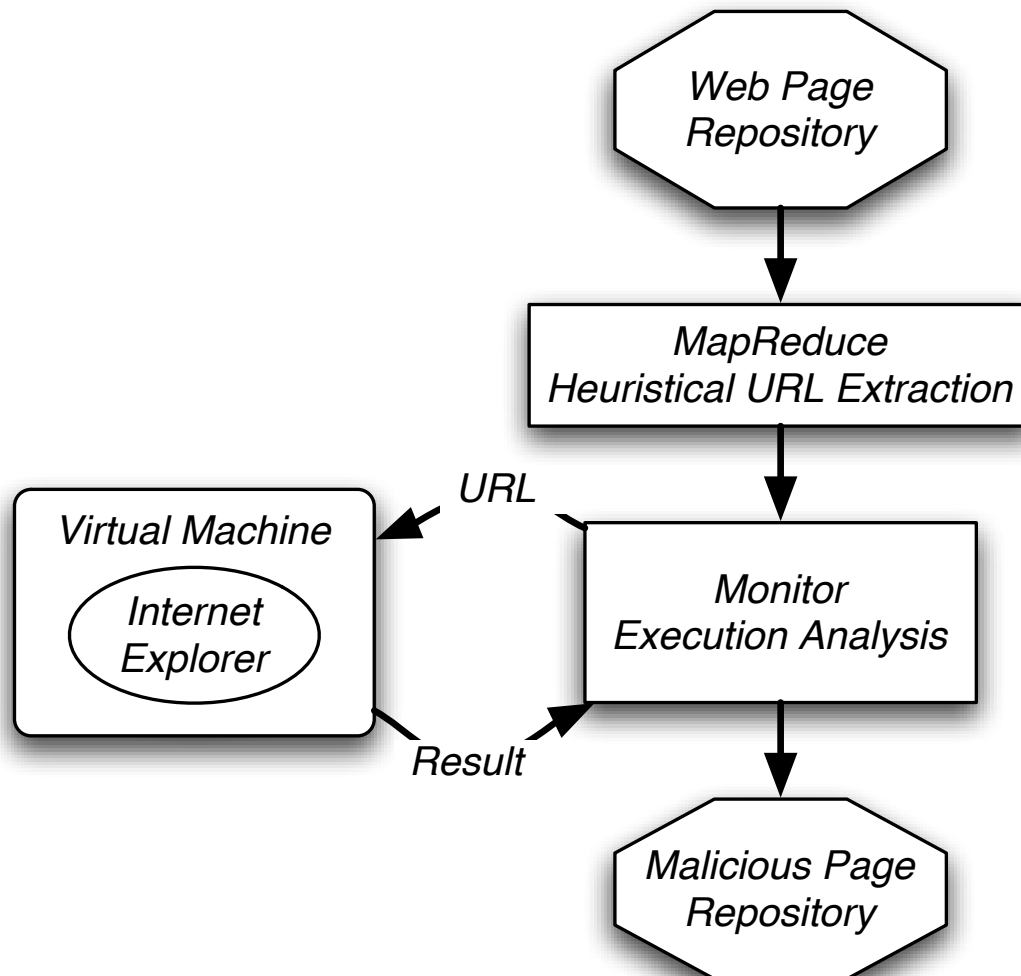 Web Page
Repository
MapReduce
Heuristical URL Extraction
URL
Virtual Machine
Internet
Explorer
Monitor
Execution Analysis
Result
Malicious Page
Repository